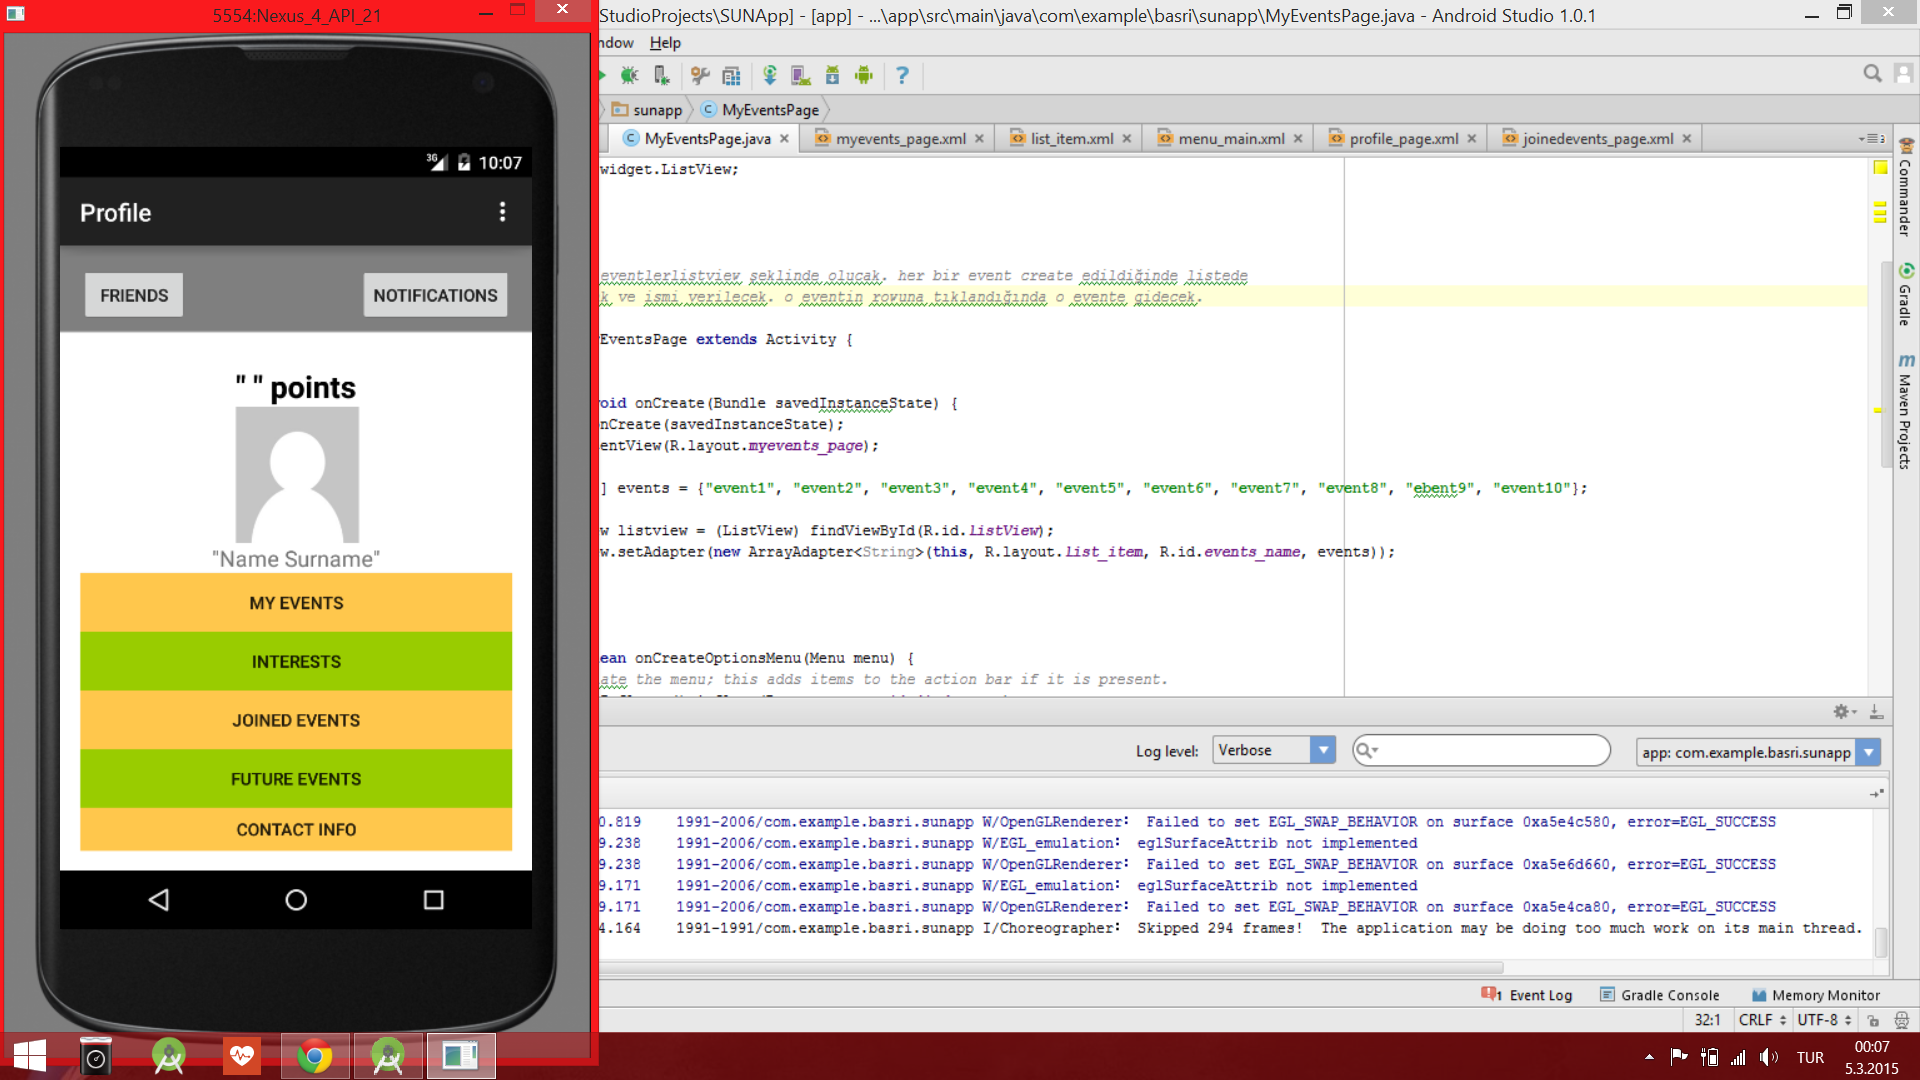 5554:Nexus_4_API_21
StudioProjects\SUNApp] - [app] - ...\app\src\main\java\com\example\basri\sunapp\MyEventsPage.java - Android Studio 1.0.1
ndow Help
sunapp MyEventsPage
MyEventsPage.java myevents_page.xml list_item.xml menu_main.xml profile_page.xml joinedevents_page.xml
3G 10:07
Profile
FRIENDS NOTIFICATIONS
" " points
"Name Surname"
MY EVENTS
INTERESTS
JOINED EVENTS
FUTURE EVENTS
CONTACT INFO
widget.ListView;
eventlerlistview seklinde olucak. her bir event create edildiğinde listede
k ve ismi verilecek. o eventin rowuna tıklandığında o evente gidecek.
yEventsPage extends Activity {
oid onCreate(Bundle savedInstanceState) {
nCreate(savedInstanceState);
entView(R.layout.myevents_page);
] events = {"event1", "event2", "event3", "event4", "event5", "event6", "event7", "event8", "ebent9", "event10"};
w listview = (ListView) findViewById(R.id.listView);
w.setAdapter(new ArrayAdapter<String>(this, R.layout.list_item, R.id.events_name, events));
ean onCreateOptionsMenu(Menu menu) {
ate the menu; this adds items to the action bar if it is present.
Commander
Gradle
Maven Projects
Log level: Verbose app: com.example.basri.sunapp
0.819 1991-2006/com.example.basri.sunapp W/OpenGLRenderer: Failed to set EGL_SWAP_BEHAVIOR on surface 0xa5e4c580, error=EGL_SUCCESS
9.238 1991-2006/com.example.basri.sunapp W/EGL_emulation: eglSurfaceAttrib not implemented
9.238 1991-2006/com.example.basri.sunapp W/OpenGLRenderer: Failed to set EGL_SWAP_BEHAVIOR on surface 0xa5e6d660, error=EGL_SUCCESS
9.171 1991-2006/com.example.basri.sunapp W/EGL_emulation: eglSurfaceAttrib not implemented
9.171 1991-2006/com.example.basri.sunapp W/OpenGLRenderer: Failed to set EGL_SWAP_BEHAVIOR on surface 0xa5e4ca80, error=EGL_SUCCESS
4.164 1991-1991/com.example.basri.sunapp I/Choreographer: Skipped 294 frames! The application may be doing too much work on its main thread.
1 Event Log Gradle Console Memory Monitor
32:1 CRLF UTF-8
TUR 00:07
5.3.2015